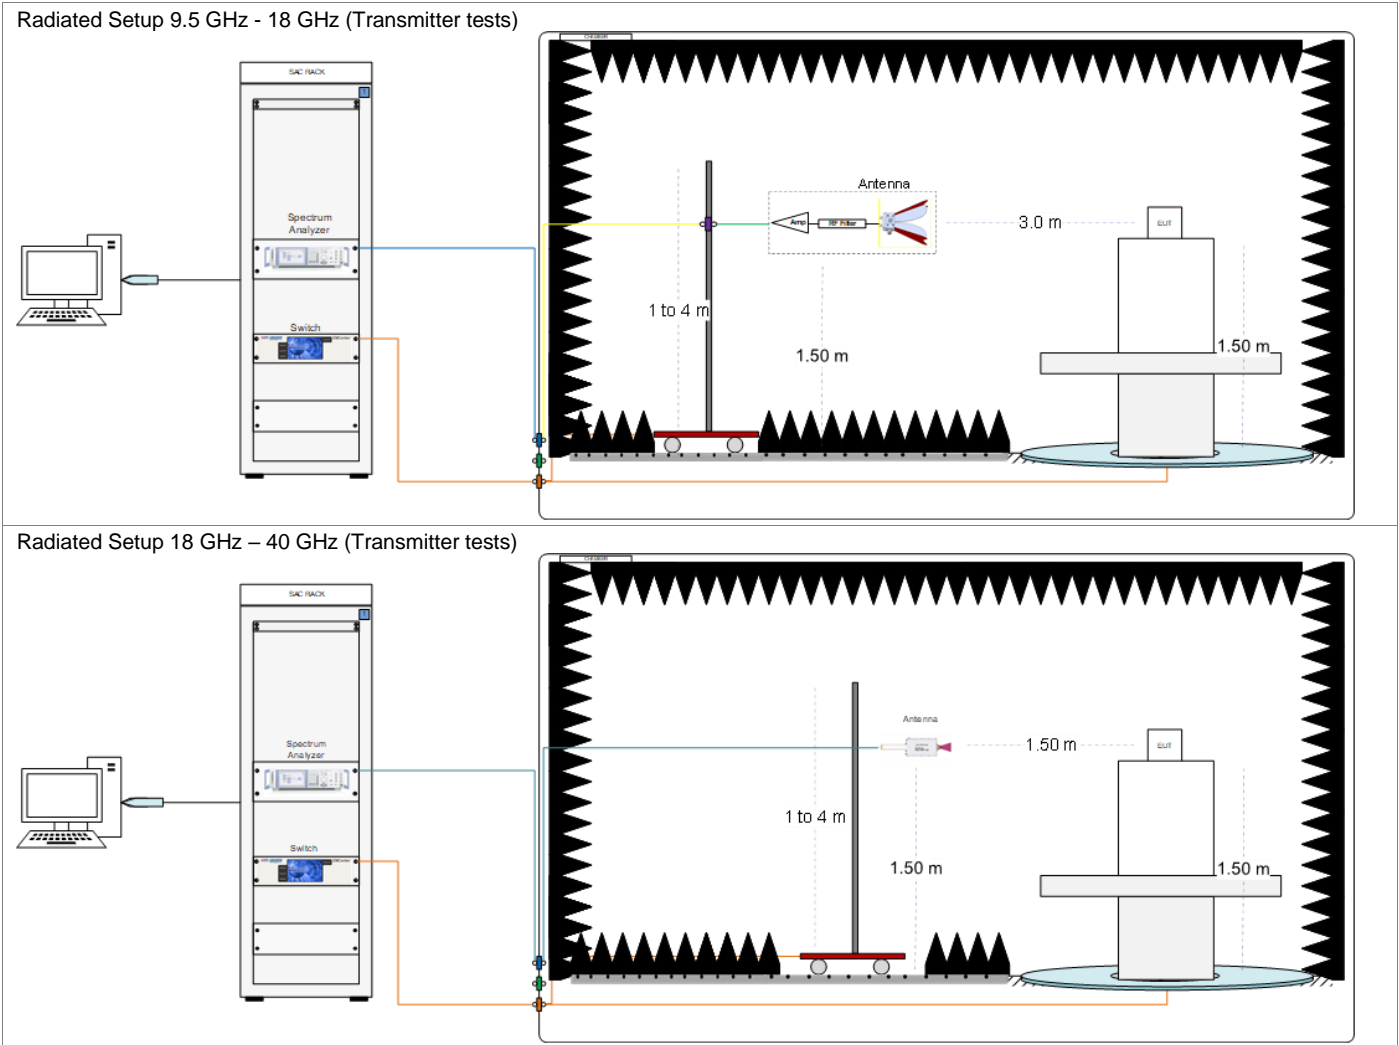 Radiated Setup 9.5 GHz - 18 GHz (Transmitter tests)
CHAMBER
SAC RACK
Antenna
Spectrum
Analyzer
Amp
RF Filter
3.0 m
EUT
1 to 4 m
Switch
1.50 m
1.50 m
Radiated Setup 18 GHz – 40 GHz (Transmitter tests)
CHAMBER
SAC RACK
Antenna
Spectrum
Analyzer
1.50 m
EUT
1 to 4 m
Switch
1.50 m
1.50 m